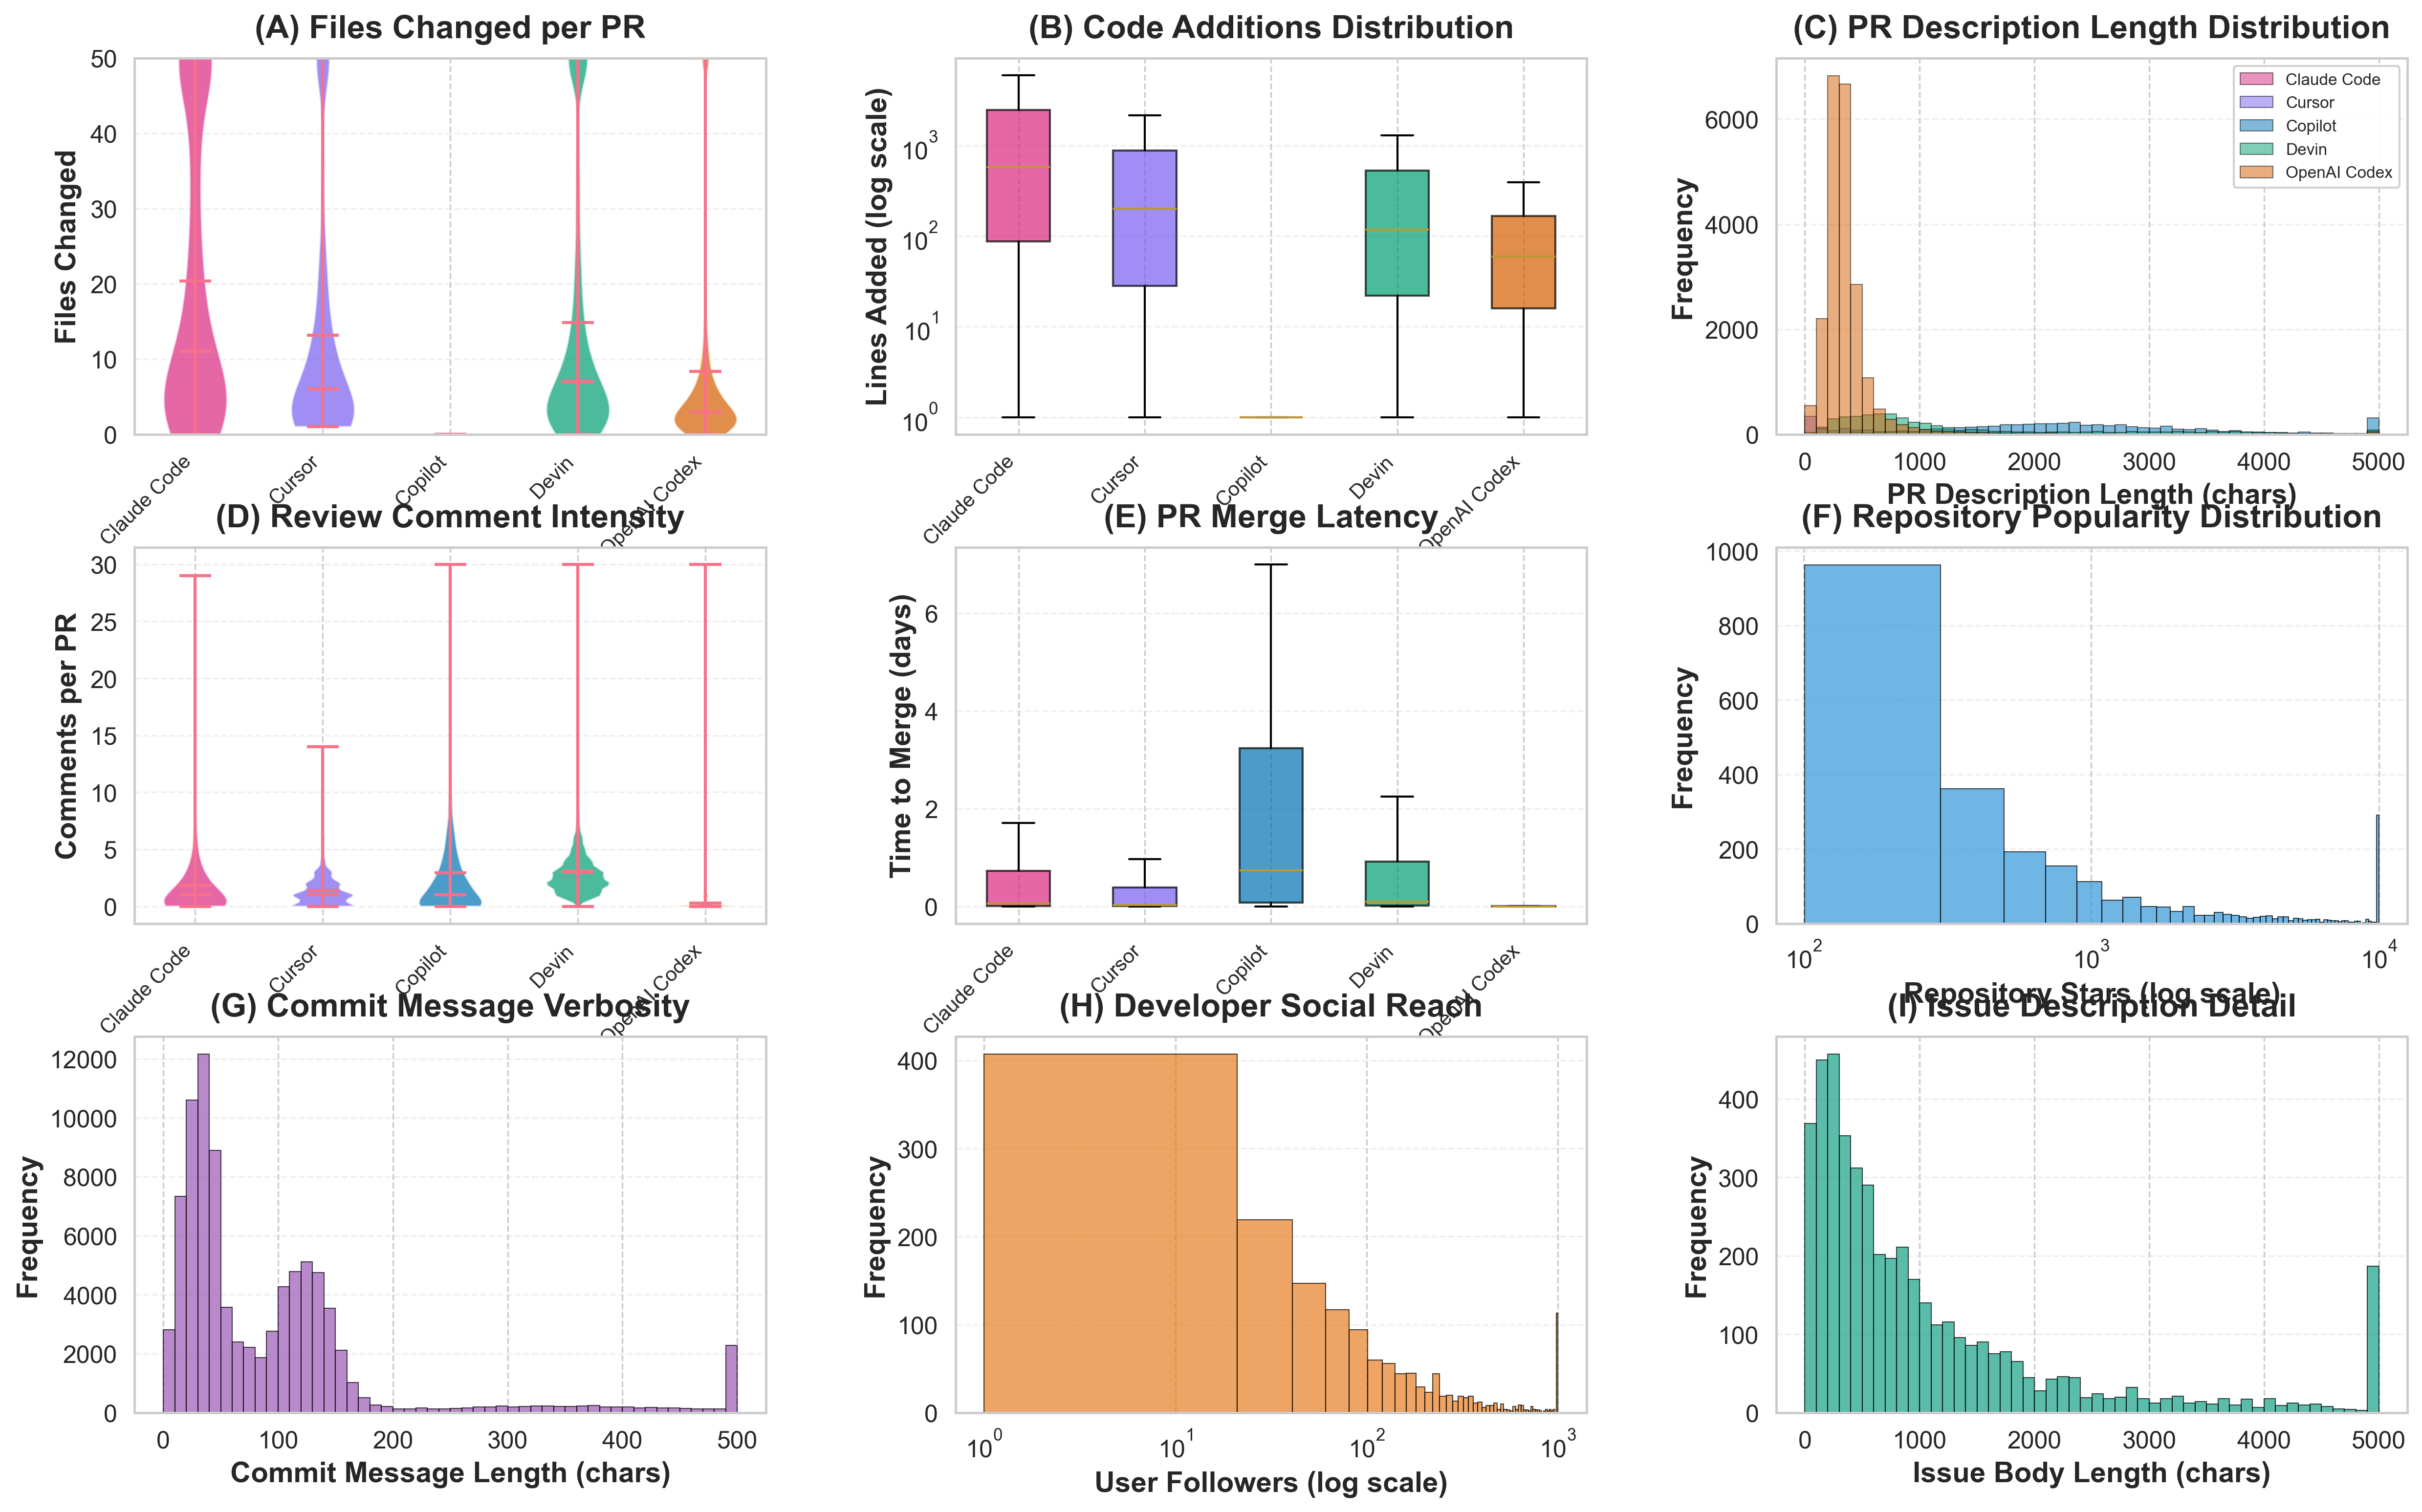 (A) Files Changed per PR
Files Changed
50
40
30
20
10
0
Claude Code
Cursor
Copilot
Devin
OpenAI Codex
(B) Code Additions Distribution
Lines Added (log scale)
10^3
10^2
10^1
10^0
Claude Code
Cursor
Copilot
Devin
OpenAI Codex
(C) PR Description Length Distribution
Frequency
6000
4000
2000
0
Claude Code
Cursor
Copilot
Devin
OpenAI Codex
0 1000 2000 3000 4000 5000
PR Description Length (chars)
(D) Review Comment Intensity
Comments per PR
30
25
20
15
10
5
0
Claude Code
Cursor
Copilot
Devin
OpenAI Codex
(E) PR Merge Latency
Time to Merge (days)
6
4
2
0
Claude Code
Cursor
Copilot
Devin
OpenAI Codex
(F) Repository Popularity Distribution
Frequency
1000
800
600
400
200
0
10^2 10^3 10^4
Repository Stars (log scale)
(G) Commit Message Verbosity
Frequency
12000
10000
8000
6000
4000
2000
0
0 100 200 300 400 500
Commit Message Length (chars)
(H) Developer Social Reach
Frequency
400
300
200
100
0
10^0 10^1 10^2 10^3
User Followers (log scale)
(I) Issue Description Detail
Frequency
400
300
200
100
0
0 1000 2000 3000 4000 5000
Issue Body Length (chars)